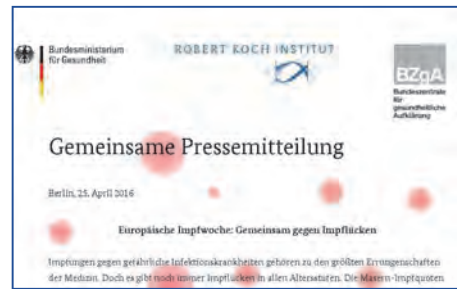 Bundesministerium
für Gesundheit
ROBERT KOCH INSTITUT
BZgA
Bundeszentrale
für
gesundheitliche
Aufklärung
Gemeinsame Pressemitteilung
Berlin, 25. April 2016
Europäische Impfwoche: Gemeinsam gegen Impflücken
Impfungen gegen gefährliche Infektionskrankheiten gehören zu den größten Errungenschaften
der Medizin. Doch es gibt noch immer Impflücken in allen Altersstufen. Die Masern-Impfquoten